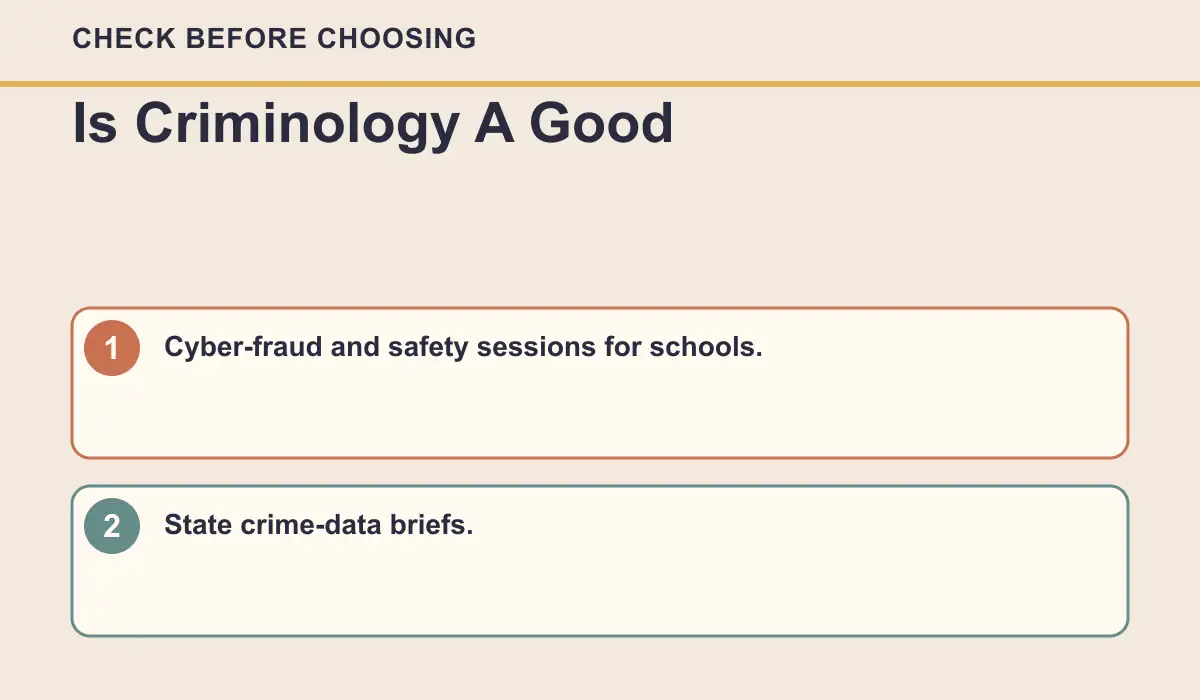 CHECK BEFORE CHOOSING
Is Criminology A Good
1
Cyber-fraud and safety sessions for schools.
2
State crime-data briefs.